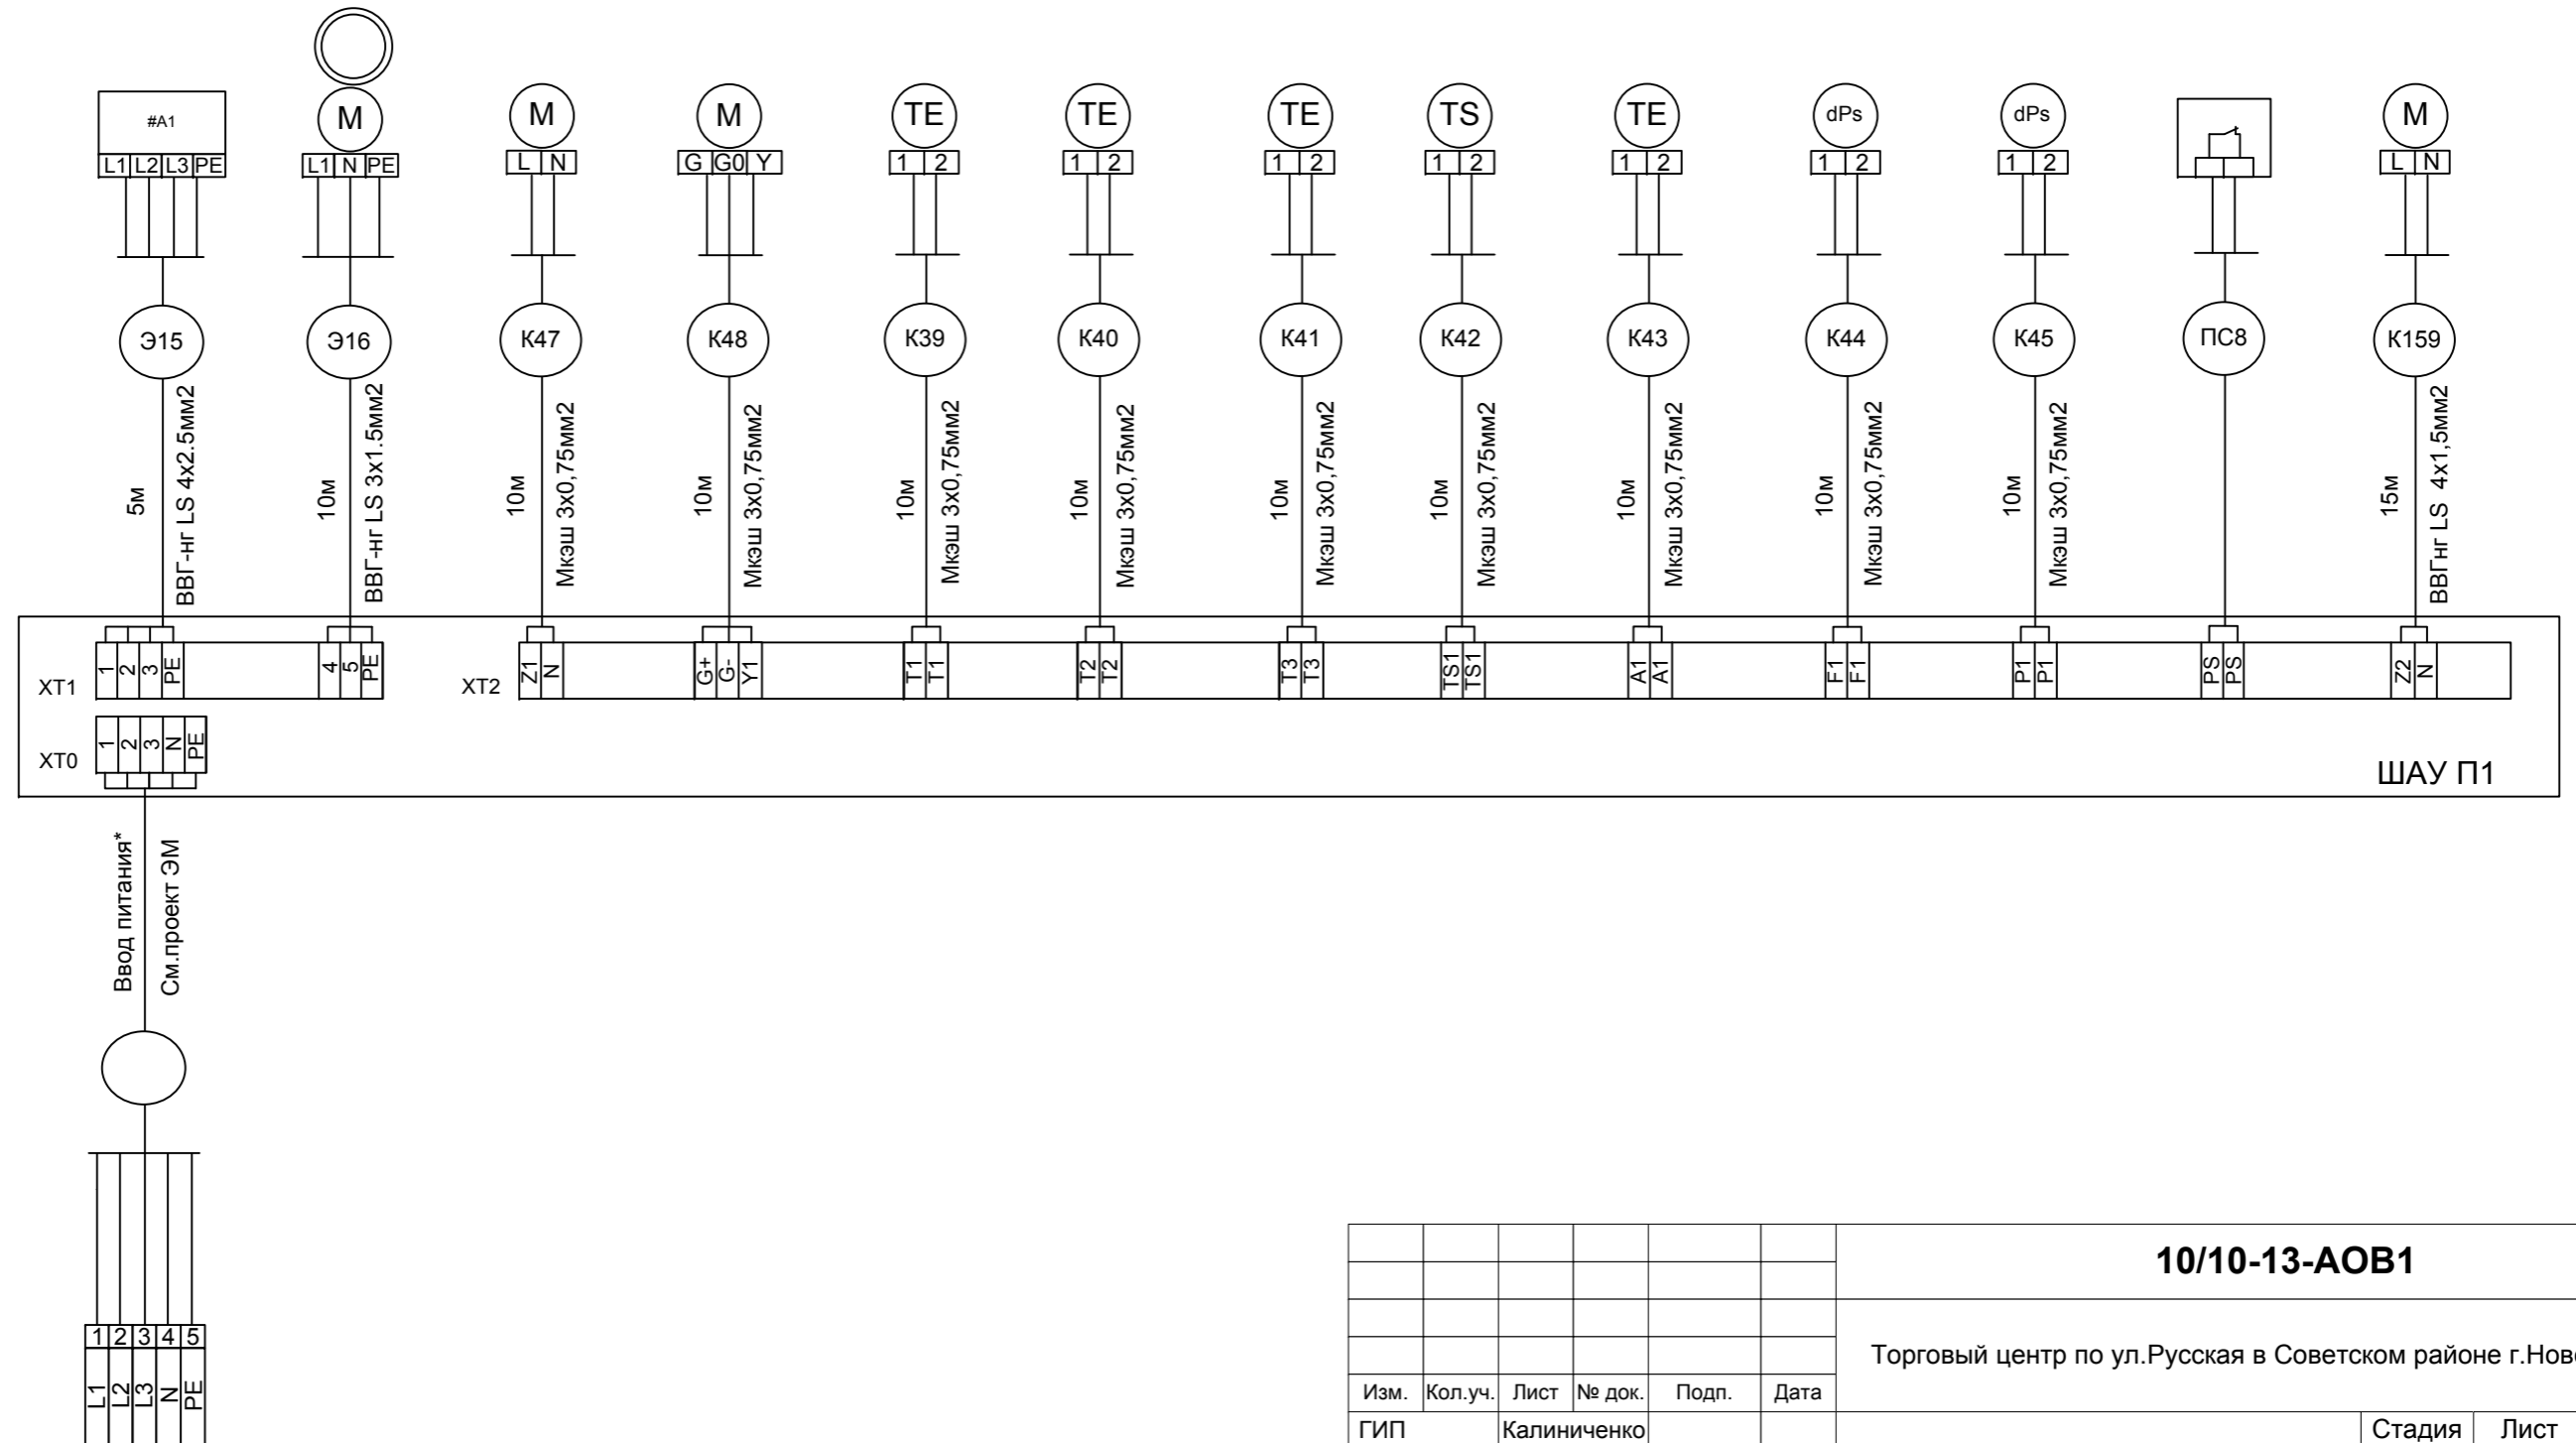 #A1
M
M
M
TE
TE
TE
TS
TE
dPs
dPs
M
L1 L2 L3 PE
L1 N PE
L N
G G0 Y
1 2
1 2
1 2
1 2
1 2
1 2
1 2
L N
Э15
Э16
К47
К48
К39
К40
К41
К42
К43
К44
К45
ПС8
К159
5м
ВВГ-нг LS 4х2.5мм2
10м
ВВГ-нг LS 3х1.5мм2
10м
Мкэш 3х0,75мм2
10м
Мкэш 3х0,75мм2
10м
Мкэш 3х0,75мм2
10м
Мкэш 3х0,75мм2
10м
Мкэш 3х0,75мм2
10м
Мкэш 3х0,75мм2
10м
Мкэш 3х0,75мм2
10м
Мкэш 3х0,75мм2
10м
Мкэш 3х0,75мм2
15м
ВВГнг LS 4х1,5мм2
XT1
1 2 3 PE
4 5 PE
XT2
Z1 N
G+ G- Y1
T1 T1
T2 T2
T3 T3
TS1 TS1
A1 A1
F1 F1
P1 P1
PS PS
Z2 N
XT0
1 2 3 N PE
ШАУ П1
Ввод питания*
См.проект ЭМ
1 2 3 4 5
L1 L2 L3 N PE
10/10-13-АОВ1
Торговый центр по ул.Русская в Советском районе г.Нов
Изм. Кол.уч. Лист № док. Подп. Дата
ГИП Калиниченко
Стадия Лист